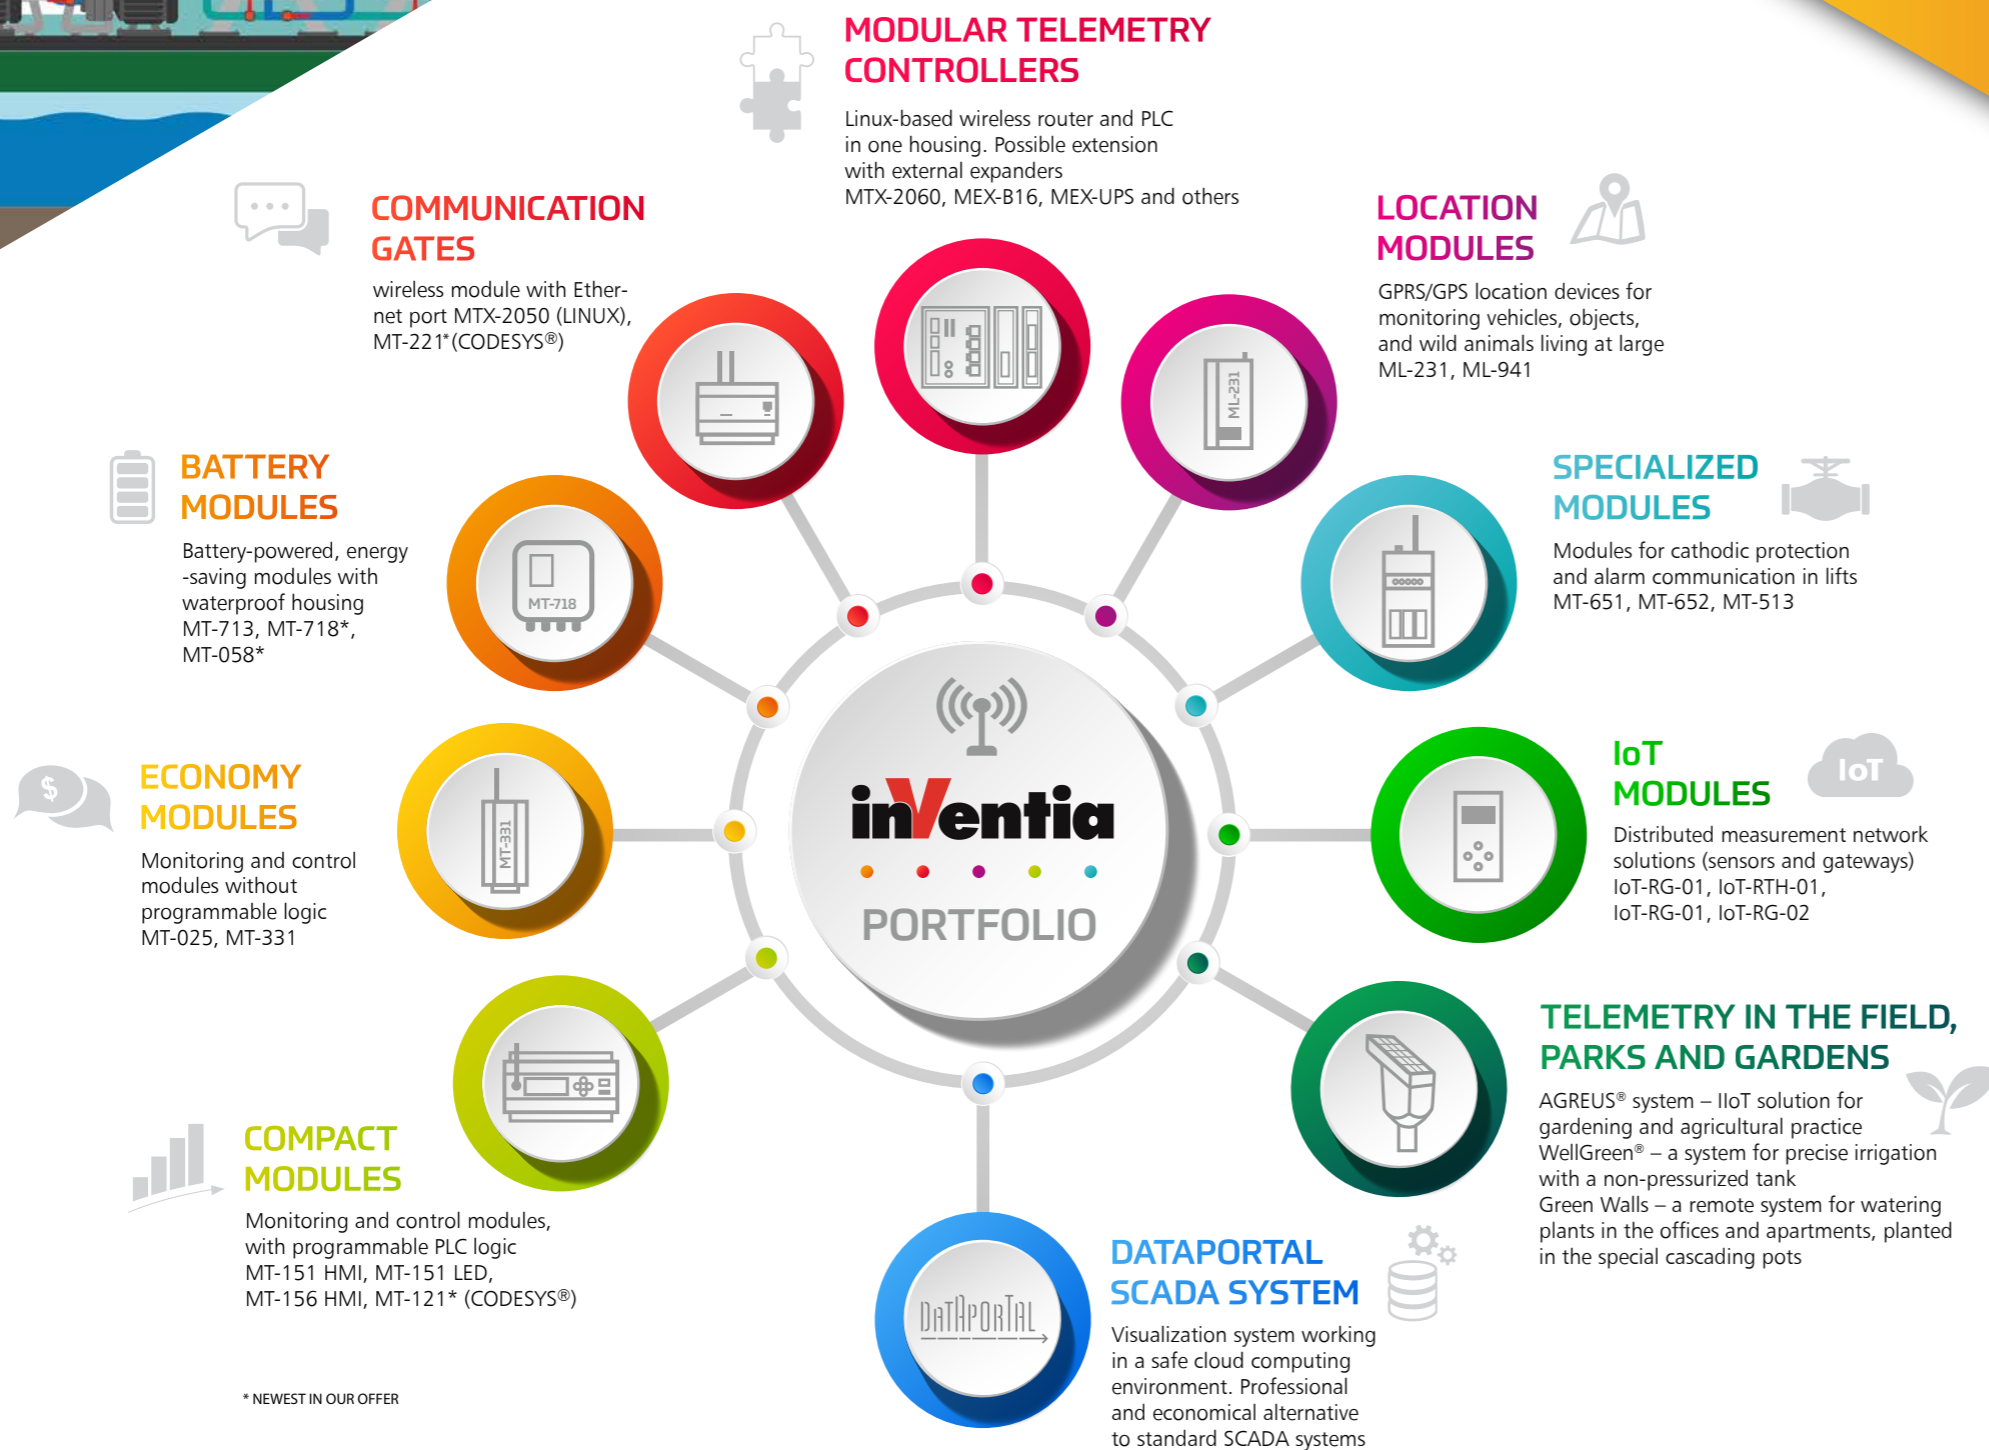 MODULAR TELEMETRY
CONTROLLERS
Linux-based wireless router and PLC
in one housing. Possible extension
with external expanders
MTX-2060, MEX-B16, MEX-UPS and others
COMMUNICATION
GATES
wireless module with Ether-
net port MTX-2050 (LINUX),
MT-221* (CODESYS®)
LOCATION
MODULES
GPRS/GPS location devices for
monitoring vehicles, objects,
and wild animals living at large
ML-231, ML-941
ML-231
BATTERY
MODULES
Battery-powered, energy
-saving modules with
waterproof housing
MT-713, MT-718*,
MT-058*
MT-718
SPECIALIZED
MODULES
Modules for cathodic protection
and alarm communication in lifts
MT-651, MT-652, MT-513
ECONOMY
MODULES
Monitoring and control
modules without
programmable logic
MT-025, MT-331
$
MT-331
inVentia
PORTFOLIO
IoT
MODULES
IoT
Distributed measurement network
solutions (sensors and gateways)
IoT-RG-01, IoT-RTH-01,
IoT-RG-01, IoT-RG-02
COMPACT
MODULES
Monitoring and control modules,
with programmable PLC logic
MT-151 HMI, MT-151 LED,
MT-156 HMI, MT-121* (CODESYS®)
TELEMETRY IN THE FIELD,
PARKS AND GARDENS
AGREUS® system – IIoT solution for
gardening and agricultural practice
WellGreen® – a system for precise irrigation
with a non-pressurized tank
Green Walls – a remote system for watering
plants in the offices and apartments, planted
in the special cascading pots
DATAPORTAL
DATAPORTAL
SCADA SYSTEM
Visualization system working
in a safe cloud computing
environment. Professional
and economical alternative
to standard SCADA systems
* NEWEST IN OUR OFFER